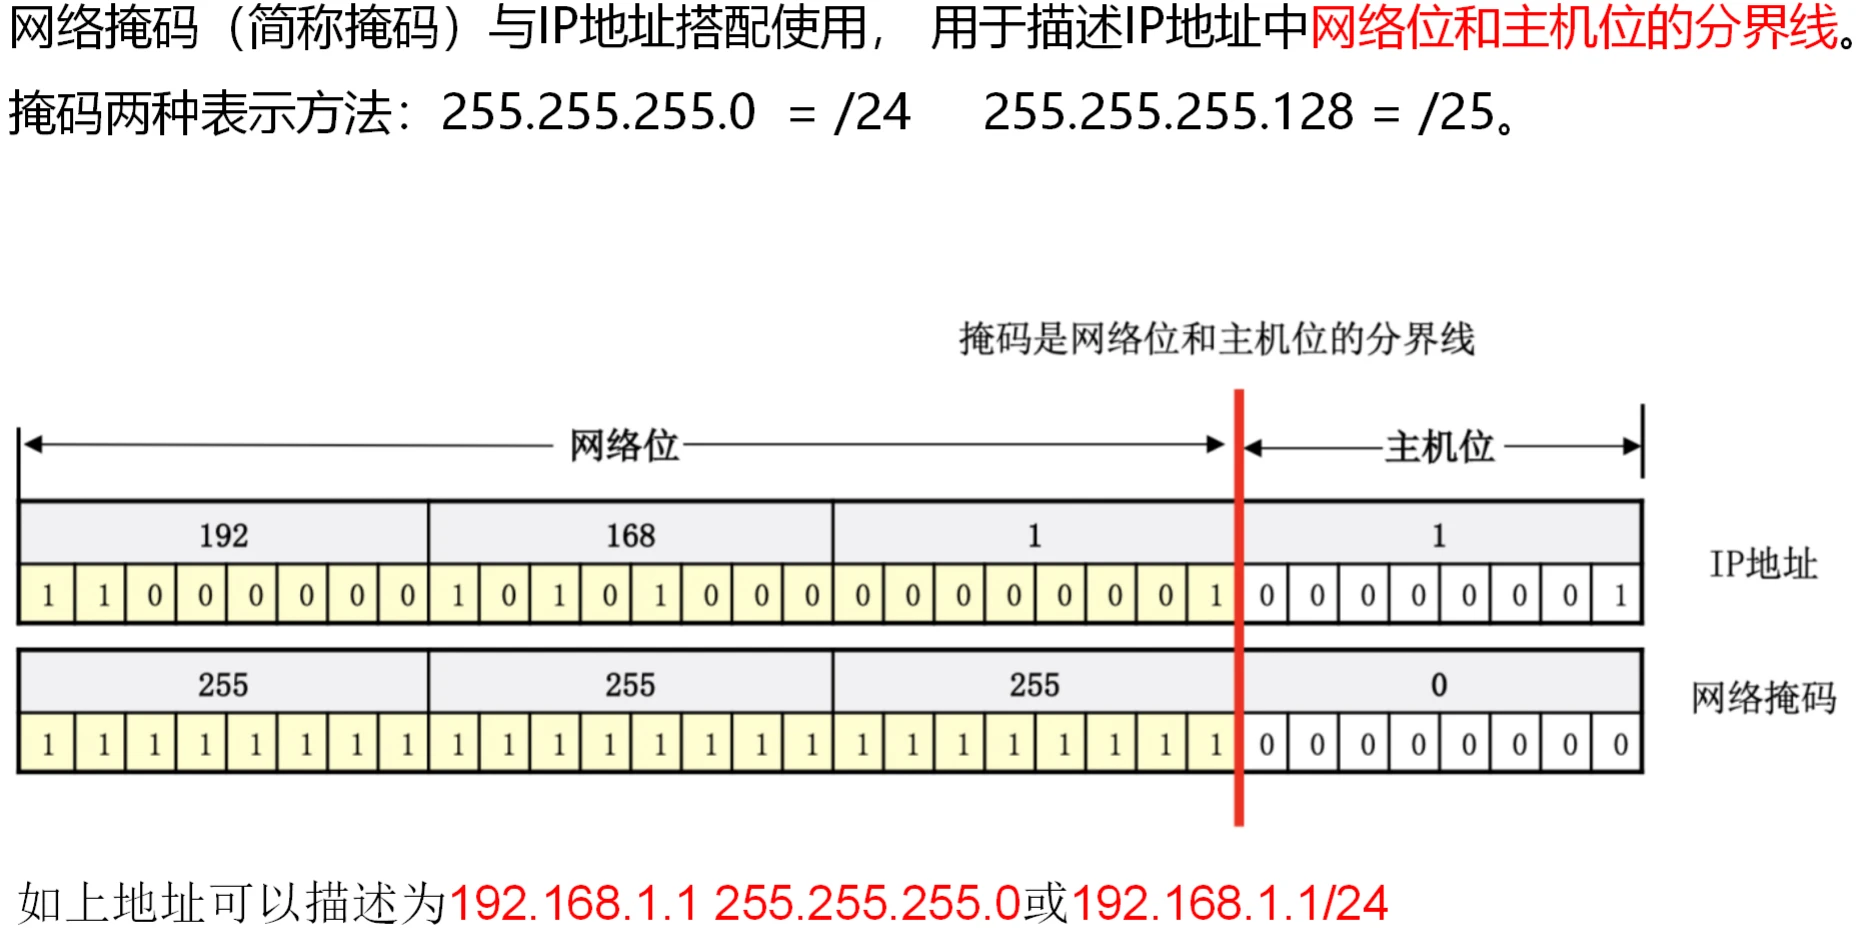 网络掩码（简称掩码）与IP地址搭配使用， 用于描述IP地址中网络位和主机位的分界线。
掩码两种表示方法：255.255.255.0 = /24 255.255.255.128 = /25。
掩码是网络位和主机位的分界线
网络位 主机位
192 168 1 1
IP地址
1 1 0 0 0 0 0 0 1 0 1 0 1 0 0 0 0 0 0 0 0 0 0 1 0 0 0 0 0 0 0 1
255 255 255 0
网络掩码
1 1 1 1 1 1 1 1 1 1 1 1 1 1 1 1 1 1 1 1 1 1 1 1 0 0 0 0 0 0 0 0
如上地址可以描述为192.168.1.1 255.255.255.0或192.168.1.1/24